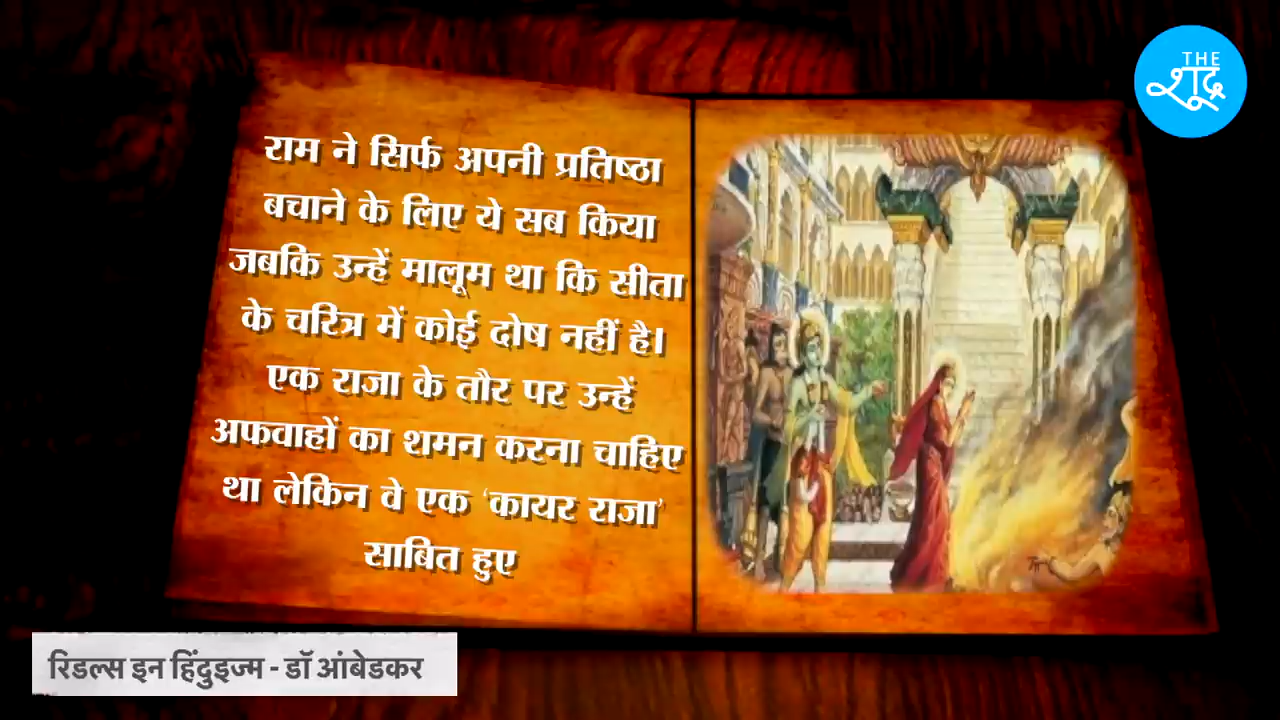 THE
शूद्र
राम ने सिर्फ अपनी प्रतिष्ठा
बचाने के लिए ये सब किया
जबकि उन्हें मालूम था कि सीता
के चरित्र में कोई दोष नहीं है।
एक राजा के तौर पर उन्हें
अफवाहों का शमन करना चाहिए
था लेकिन वे एक ‘कायर राजा’
साबित हुए
रिडल्स इन हिंदुइज्म - डॉ आंबेडकर